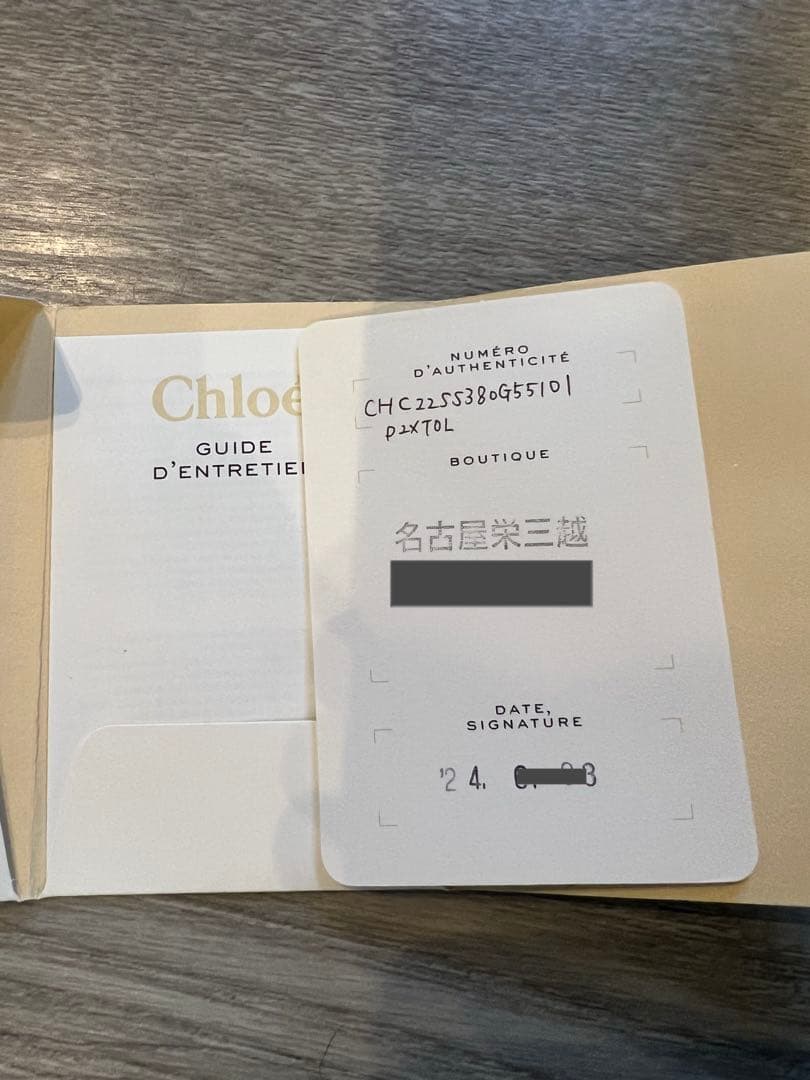 Chloé
GUIDE
D'ENTRETIE
NUMÉRO
D'AUTHENTICITÉ
CHC22SS380G55101
P2XTOL
BOUTIQUE
名古屋栄三越
DATE,
SIGNATURE
'24.